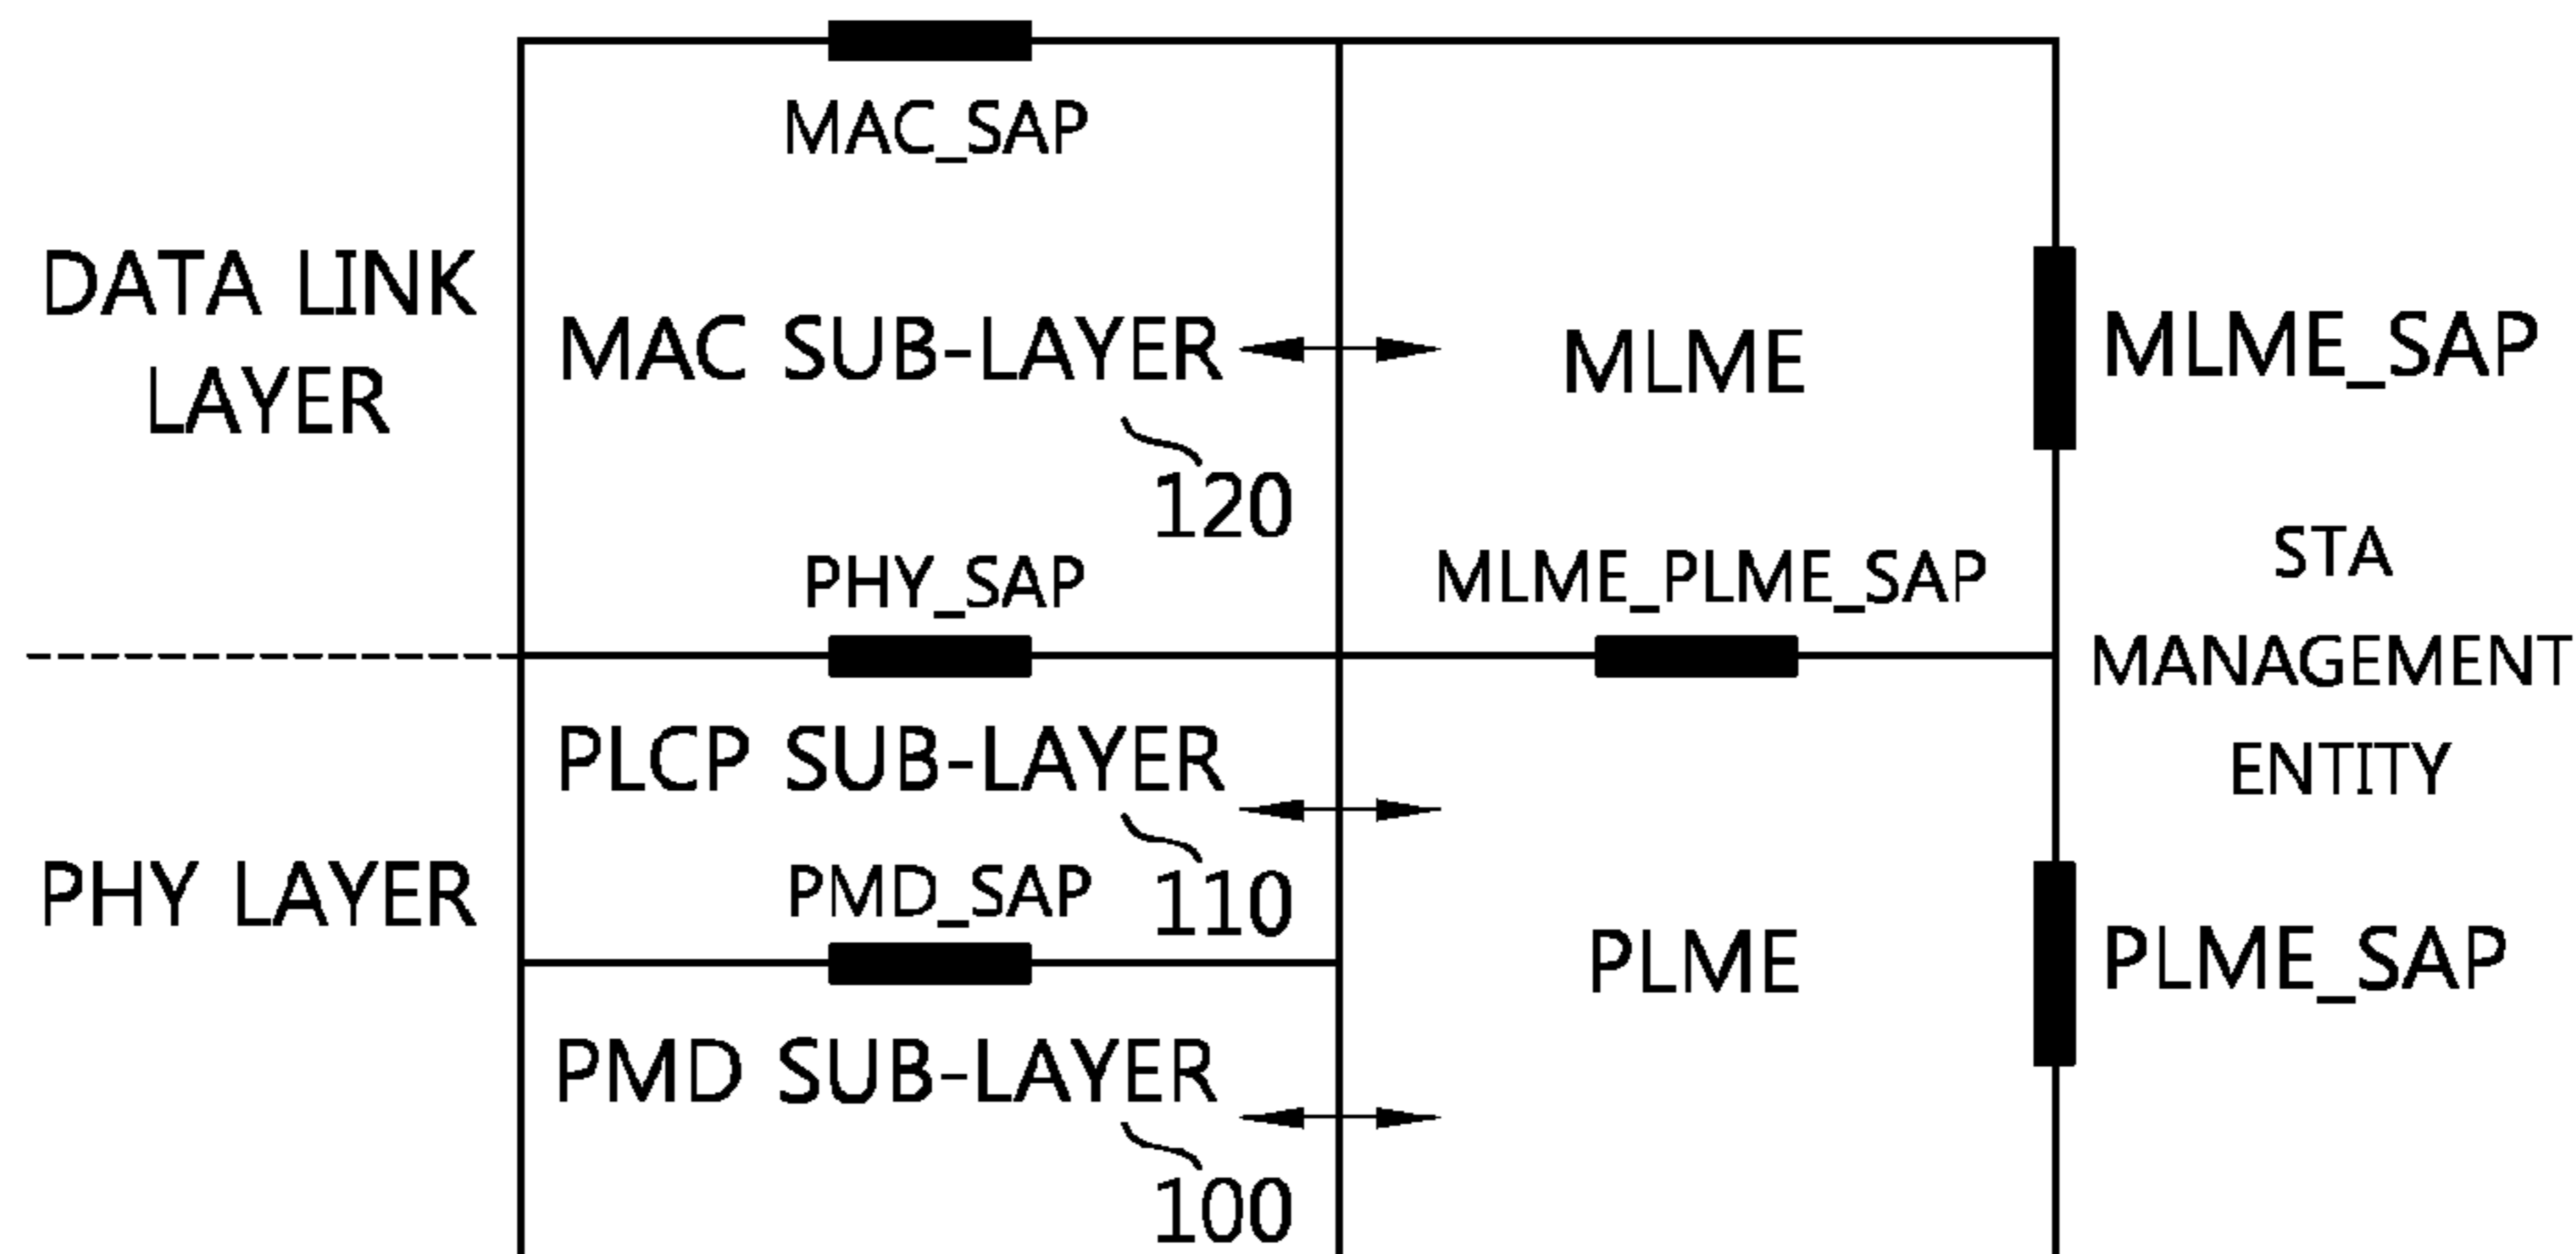 MAC_SAP
DATA LINK
LAYER
MAC SUB-LAYER
120
MLME
MLME_SAP
PHY_SAP
MLME_PLME_SAP
STA
MANAGEMENT
ENTITY
PLCP SUB-LAYER
110
PHY LAYER
PMD_SAP
PLME
PLME_SAP
PMD SUB-LAYER
100